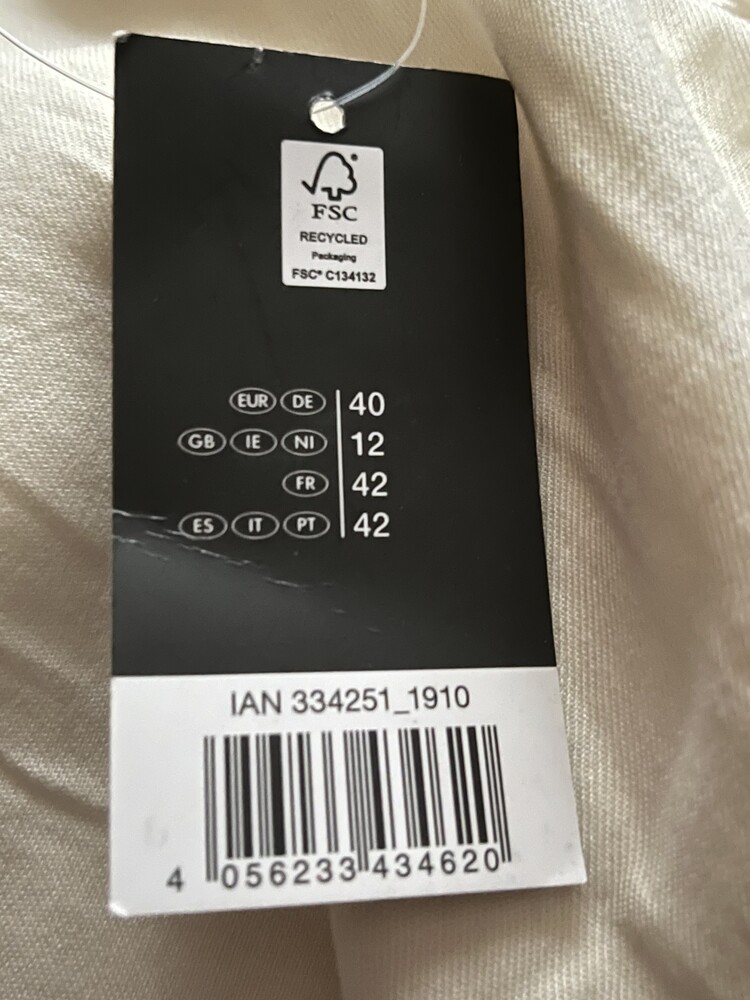 FSC
RECYCLED
Packaging
FSC® C134132
EUR DE 40
GB IE NI 12
FR 42
ES IT PT 42
IAN 334251_1910
4 056233 434620